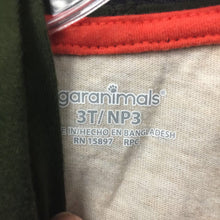 garanimals
3T/ NP3
E IN/HECHO EN BANGLADESH
RN 15897 RPC